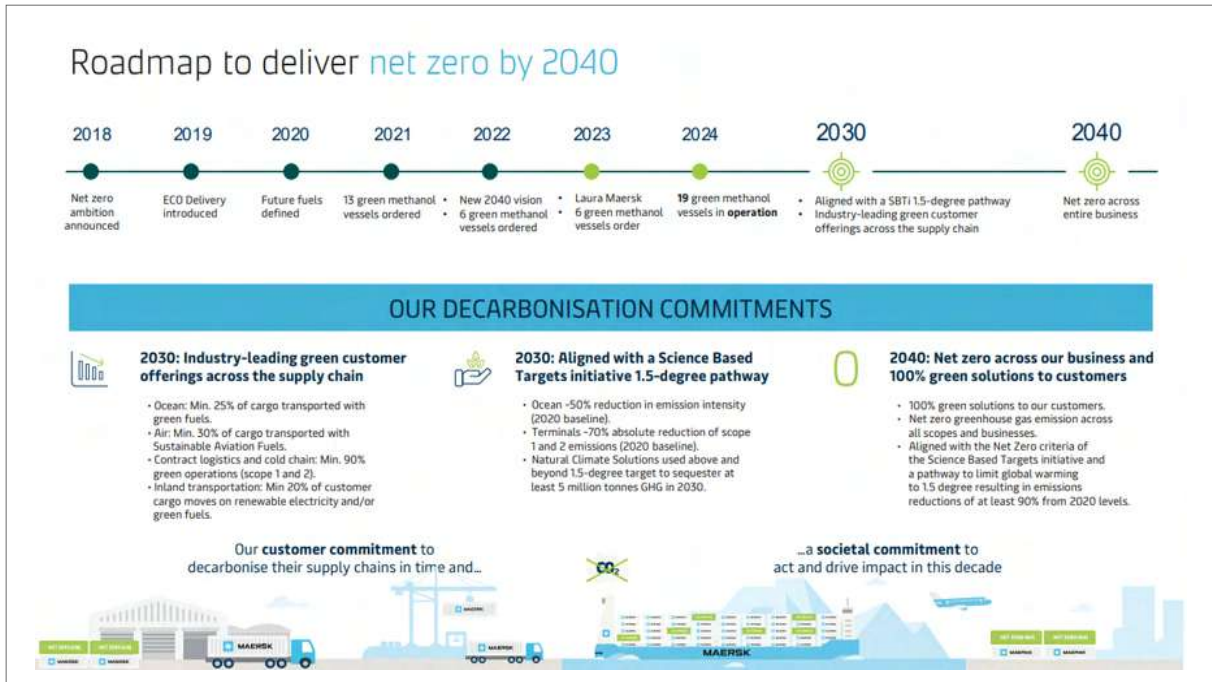 Roadmap to deliver net zero by 2040
2018
2019
2020
2021
2022
2023
2024
2030
2040
Net zero
ambition
announced
ECO Delivery
introduced
Future fuels
defined
13 green methanol
vessels ordered
• New 2040 vision
• 6 green methanol
vessels ordered
• Laura Maersk
• 6 green methanol
vessels order
19 green methanol
vessels in operation
• Aligned with a SBTi 1.5-degree pathway
• Industry-leading green customer
offerings across the supply chain
Net zero across
entire business
OUR DECARBONISATION COMMITMENTS
2030: Industry-leading green customer
offerings across the supply chain
• Ocean: Min. 25% of cargo transported with
green fuels.
• Air: Min. 30% of cargo transported with
Sustainable Aviation Fuels.
• Contract logistics and cold chain: Min. 90%
green operations (scope 1 and 2).
• Inland transportation: Min 20% of customer
cargo moves on renewable electricity and/or
green fuels.
2030: Aligned with a Science Based
Targets initiative 1.5-degree pathway
• Ocean -50% reduction in emission intensity
(2020 baseline).
• Terminals -70% absolute reduction of scope
1 and 2 emissions (2020 baseline).
• Natural Climate Solutions used above and
beyond 1.5-degree target to sequester at
least 5 million tonnes GHG in 2030.
0
2040: Net zero across our business and
100% green solutions to customers
• 100% green solutions to our customers.
• Net zero greenhouse gas emission across
all scopes and businesses.
• Aligned with the Net Zero criteria of
the Science Based Targets initiative and
a pathway to limit global warming
to 1.5 degree resulting in emissions
reductions of at least 90% from 2020 levels.
Our customer commitment to
decarbonise their supply chains in time and...
...a societal commitment to
act and drive impact in this decade
CO2
MAERSK
MAERSK
MAERSK
MAERSK
MAERSK
MAERSK
MAERSK
MAERSK
MAERSK